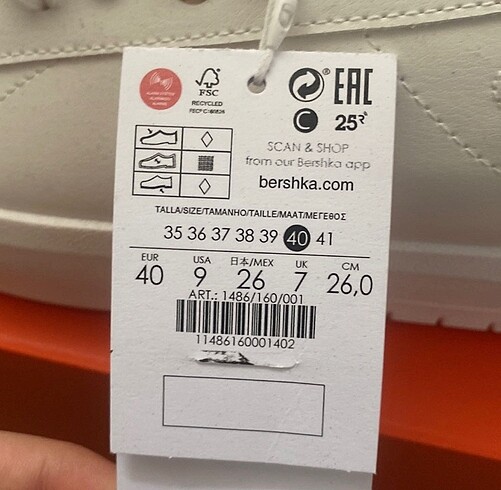 FSC
RECYCLED
EAC
C
SCAN & SHOP
from our Bershka app
bershka.com
TALLA/SIZE/TAMANHO/TAILLE/MAAT/ΜΕΓΕΘΟΣ
35 36 37 38 39 40 41
EUR USA 日本/MEX UK CM
40 9 26 7 26,0
ART.: 1486/160/001
11486160001402